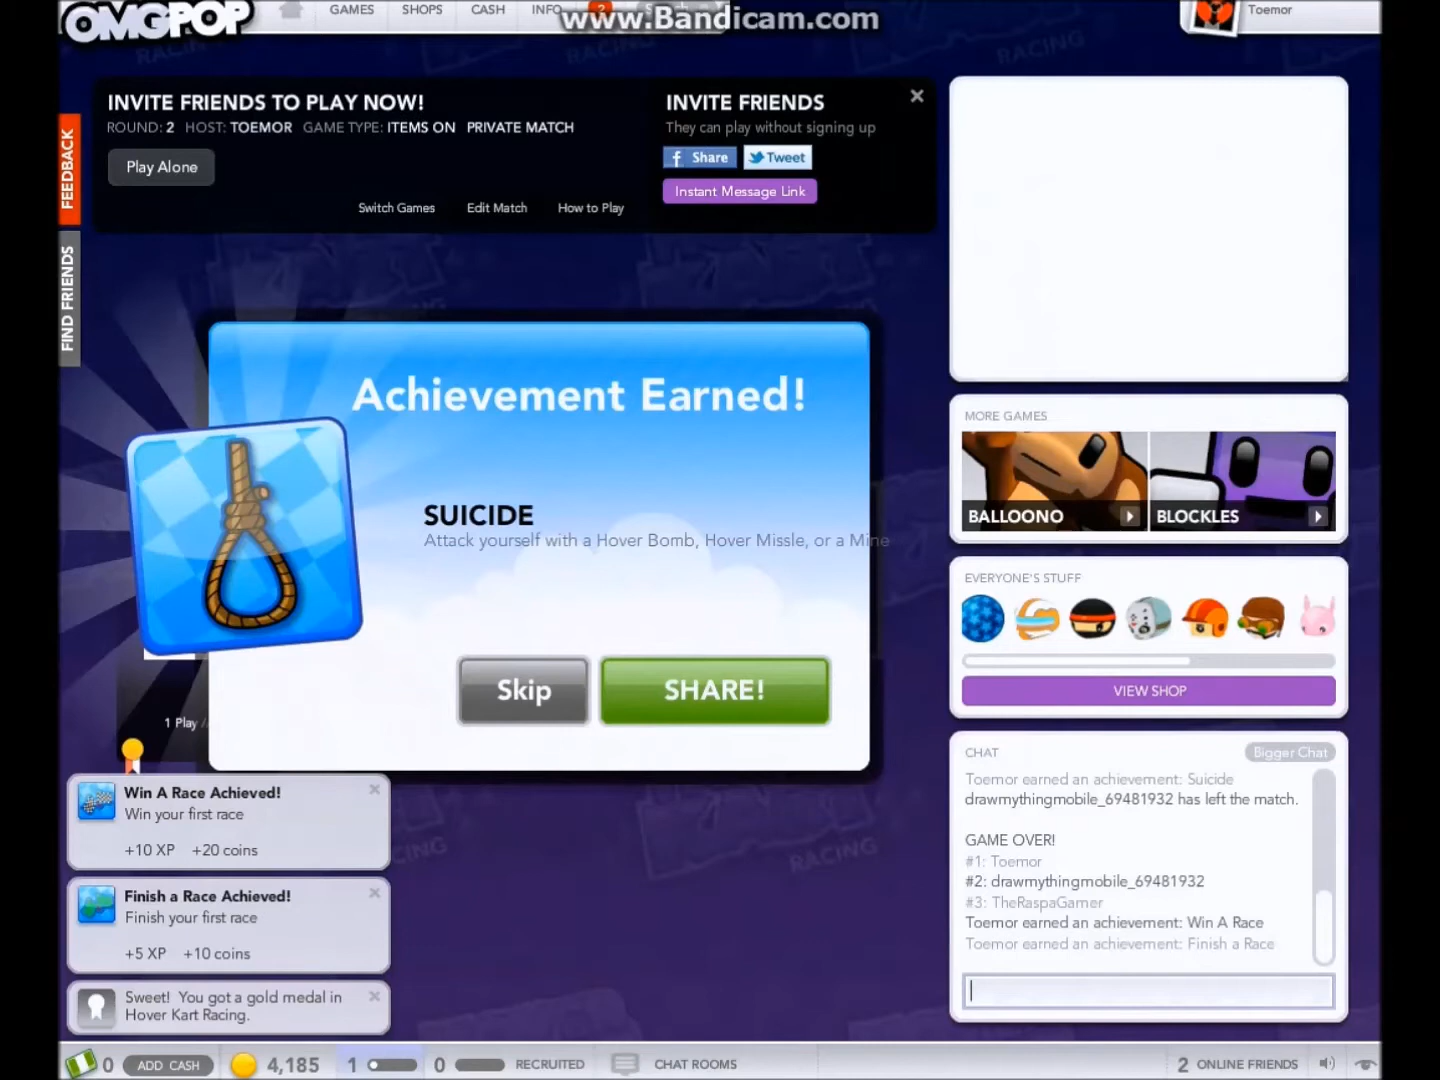 OMGPOP
GAMES
SHOPS
CASH
INFO
2
www.Bandicam.com
Toemor
FEEDBACK
FIND FRIENDS
INVITE FRIENDS TO PLAY NOW!
ROUND: 2 HOST: TOEMOR GAME TYPE: ITEMS ON PRIVATE MATCH
Play Alone
Switch Games
Edit Match
How to Play
INVITE FRIENDS
They can play without signing up
f Share
Tweet
Instant Message Link
RACING
Achievement Earned!
SUICIDE
Attack yourself with a Hover Bomb, Hover Missle, or a Mine
Skip
SHARE!
1 Play
MORE GAMES
BALLOONO
BLOCKLES
EVERYONE'S STUFF
VIEW SHOP
CHAT
Bigger Chat
Toemor earned an achievement: Suicide
drawmythingmobile_69481932 has left the match.
GAME OVER!
#1: Toemor
#2: drawmythingmobile_69481932
#3: TheRaspaGamer
Toemor earned an achievement: Win A Race
Toemor earned an achievement: Finish a Race
Win A Race Achieved!
Win your first race
+10 XP +20 coins
Finish a Race Achieved!
Finish your first race
+5 XP +10 coins
Sweet! You got a gold medal in
Hover Kart Racing.
RACING
RACING
0
ADD CASH
4,185
1
0
RECRUITED
CHAT ROOMS
2 ONLINE FRIENDS